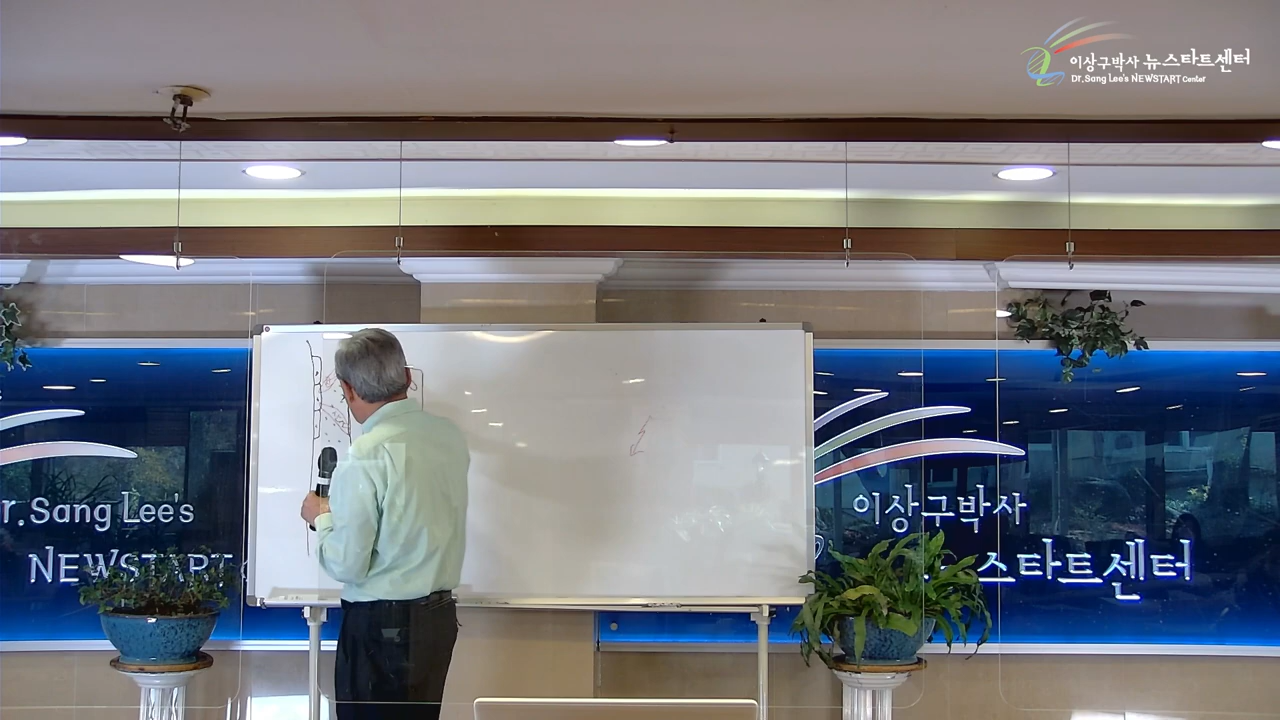 이상구박사 뉴스타트센터
Dr. Sang Lee's NEWSTART Center
r. Sang Lee's
NEWSTART
이상구박사
스타트센터